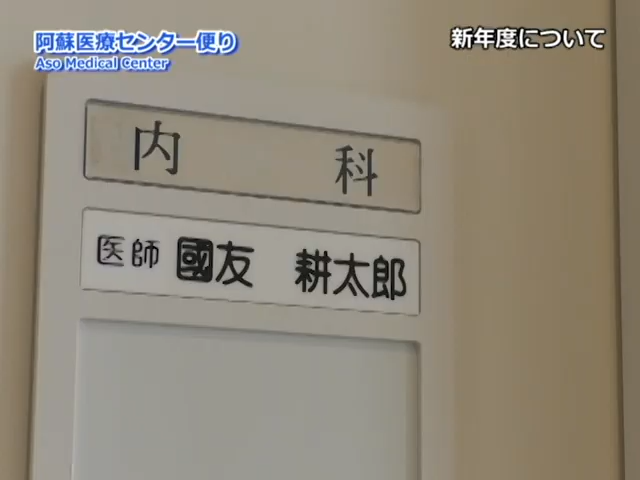 阿蘇医療センター便り
Aso Medical Center
新年度について
内 科
医師 國友 耕太郎